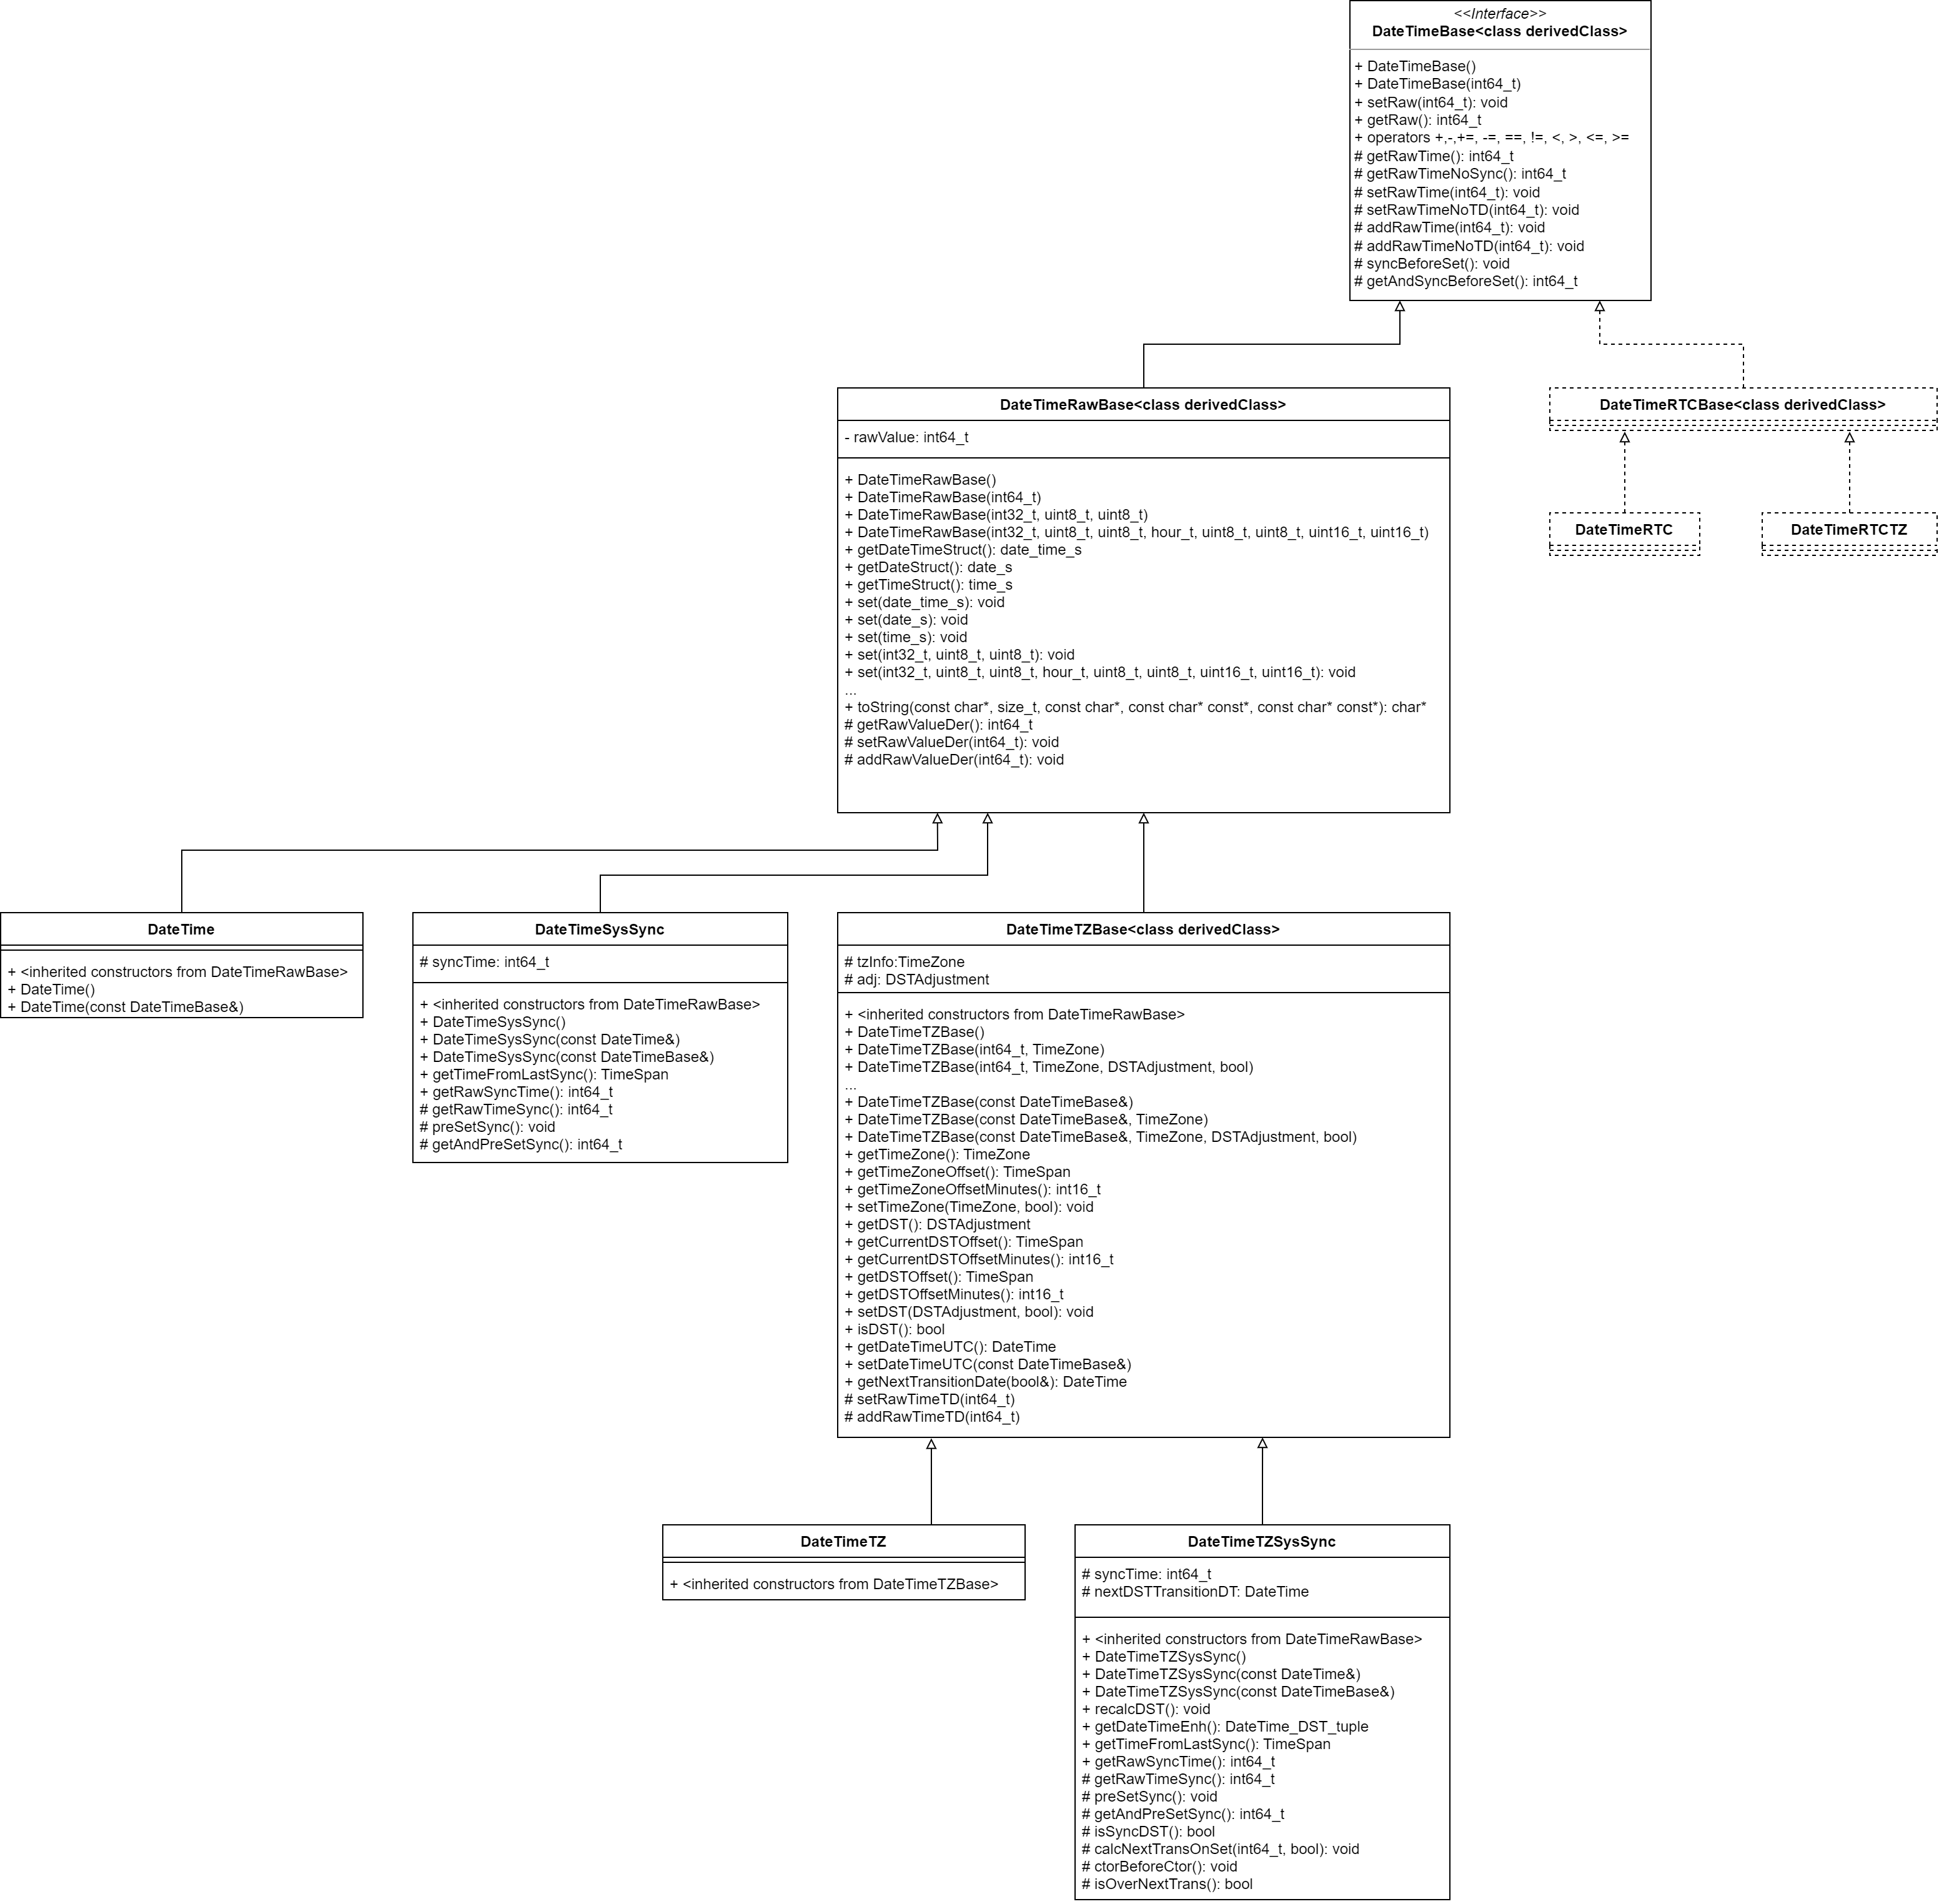 <<Interface>>
DateTimeBase<class derivedClass>
+ DateTimeBase()
+ DateTimeBase(int64_t)
+ setRaw(int64_t): void
+ getRaw(): int64_t
+ operators +,-,+=, -=, ==, !=, <, >, <=, >=
# getRawTime(): int64_t
# getRawTimeNoSync(): int64_t
# setRawTime(int64_t): void
# setRawTimeNoTD(int64_t): void
# addRawTime(int64_t): void
# addRawTimeNoTD(int64_t): void
# syncBeforeSet(): void
# getAndSyncBeforeSet(): int64_t
DateTimeRawBase<class derivedClass>
- rawValue: int64_t
+ DateTimeRawBase()
+ DateTimeRawBase(int64_t)
+ DateTimeRawBase(int32_t, uint8_t, uint8_t)
+ DateTimeRawBase(int32_t, uint8_t, uint8_t, hour_t, uint8_t, uint8_t, uint16_t, uint16_t)
+ getDateTimeStruct(): date_time_s
+ getDateStruct(): date_s
+ getTimeStruct(): time_s
+ set(date_time_s): void
+ set(date_s): void
+ set(time_s): void
+ set(int32_t, uint8_t, uint8_t): void
+ set(int32_t, uint8_t, uint8_t, hour_t, uint8_t, uint8_t, uint16_t, uint16_t): void
...
+ toString(const char*, size_t, const char*, const char* const*, const char* const*): char*
# getRawValueDer(): int64_t
# setRawValueDer(int64_t): void
# addRawValueDer(int64_t): void
DateTimeRTCBase<class derivedClass>
DateTimeRTC
DateTimeRTCTZ
DateTime
+ <inherited constructors from DateTimeRawBase>
+ DateTime()
+ DateTime(const DateTimeBase&)
DateTimeSysSync
# syncTime: int64_t
+ <inherited constructors from DateTimeRawBase>
+ DateTimeSysSync()
+ DateTimeSysSync(const DateTime&)
+ DateTimeSysSync(const DateTimeBase&)
+ getTimeFromLastSync(): TimeSpan
+ getRawSyncTime(): int64_t
# getRawTimeSync(): int64_t
# preSetSync(): void
# getAndPreSetSync(): int64_t
DateTimeTZBase<class derivedClass>
# tzInfo:TimeZone
# adj: DSTAdjustment
+ <inherited constructors from DateTimeRawBase>
+ DateTimeTZBase()
+ DateTimeTZBase(int64_t, TimeZone)
+ DateTimeTZBase(int64_t, TimeZone, DSTAdjustment, bool)
...
+ DateTimeTZBase(const DateTimeBase&)
+ DateTimeTZBase(const DateTimeBase&, TimeZone)
+ DateTimeTZBase(const DateTimeBase&, TimeZone, DSTAdjustment, bool)
+ getTimeZone(): TimeZone
+ getTimeZoneOffset(): TimeSpan
+ getTimeZoneOffsetMinutes(): int16_t
+ setTimeZone(TimeZone, bool): void
+ getDST(): DSTAdjustment
+ getCurrentDSTOffset(): TimeSpan
+ getCurrentDSTOffsetMinutes(): int16_t
+ getDSTOffset(): TimeSpan
+ getDSTOffsetMinutes(): int16_t
+ setDST(DSTAdjustment, bool): void
+ isDST(): bool
+ getDateTimeUTC(): DateTime
+ setDateTimeUTC(const DateTimeBase&)
+ getNextTransitionDate(bool&): DateTime
# setRawTimeTD(int64_t)
# addRawTimeTD(int64_t)
DateTimeTZ
+ <inherited constructors from DateTimeTZBase>
DateTimeTZSysSync
# syncTime: int64_t
# nextDSTTransitionDT: DateTime
+ <inherited constructors from DateTimeRawBase>
+ DateTimeTZSysSync()
+ DateTimeTZSysSync(const DateTime&)
+ DateTimeTZSysSync(const DateTimeBase&)
+ recalcDST(): void
+ getDateTimeEnh(): DateTime_DST_tuple
+ getTimeFromLastSync(): TimeSpan
+ getRawSyncTime(): int64_t
# getRawTimeSync(): int64_t
# preSetSync(): void
# getAndPreSetSync(): int64_t
# isSyncDST(): bool
# calcNextTransOnSet(int64_t, bool): void
# ctorBeforeCtor(): void
# isOverNextTrans(): bool